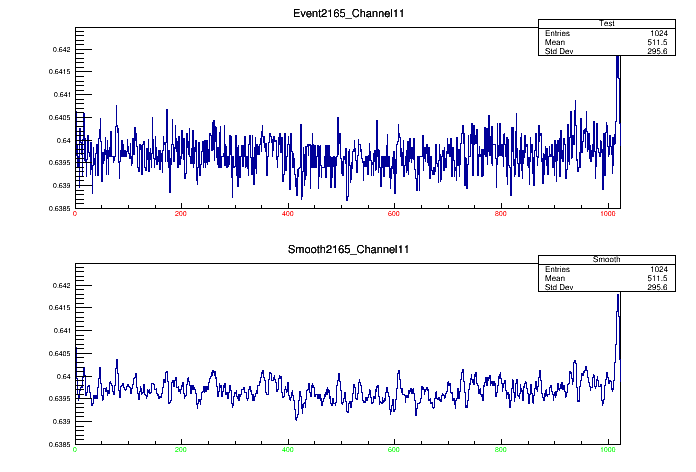 Event2165_Channel11
Test
Entries 1024
Mean 511.5
Std Dev 295.6
0.642
0.6415
0.641
0.6405
0.64
0.6395
0.639
0.6385
0 200 400 600 800 1000
Smooth2165_Channel11
Smooth
Entries 1024
Mean 511.5
Std Dev 295.6
0.642
0.6415
0.641
0.6405
0.64
0.6395
0.639
0.6385
0 200 400 600 800 1000